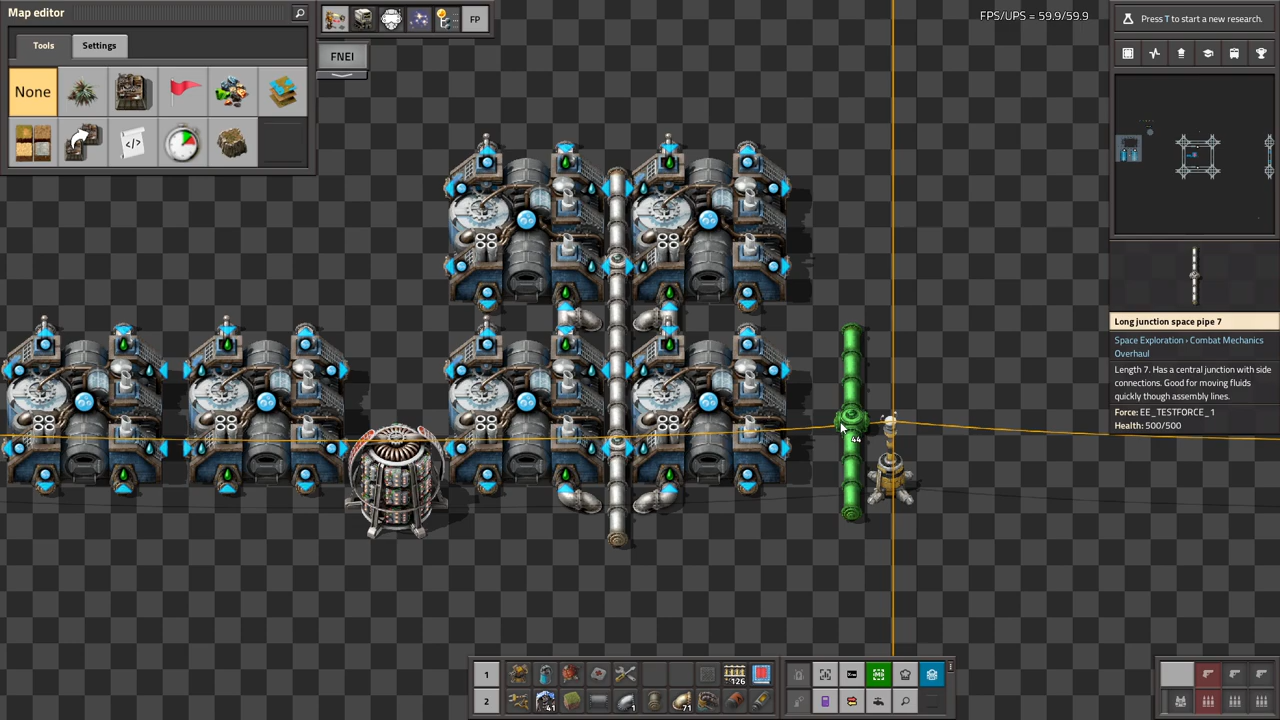 Map editor
Tools
Settings
None
FP
FNEI
FPS/UPS = 59.9/59.9
Press T to start a new research.
Long junction space pipe 7
Space Exploration › Combat Mechanics
Overhaul
Length 7. Has a central junction with side
connections. Good for moving fluids
quickly though assembly lines.
Force: EE_TESTFORCE_1
Health: 500/500
44
1
126
2
41
1
71